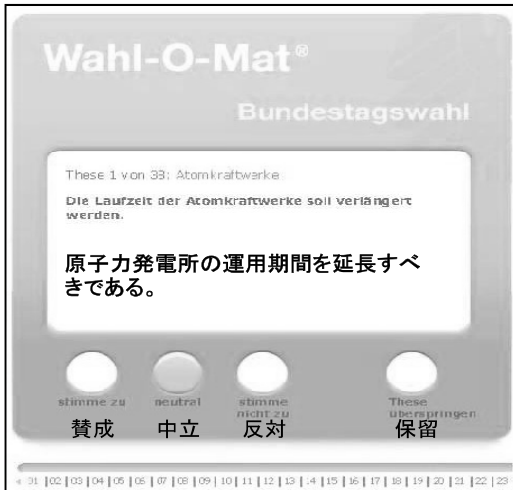 Wahl-O-Mat®
Bundestagswahl
These 1 von 33: Atomkraftwerke
Die Laufzeit der Atomkraftwerke soll verlängert
werden.
原子力発電所の運用期間を延長すべ
きである。
stimme zu
neutral
stimme
nicht zu
These
überspringen
賛成
中立
反対
保留
« 01 | 02 | 03 | 04 | 05 | 06 | 07 | 08 | 09 | 10 | 11 | 12 | 13 | .4 | 15 | 16 | 17 | 18 | 19 | 20 | 21 | 22 | 23